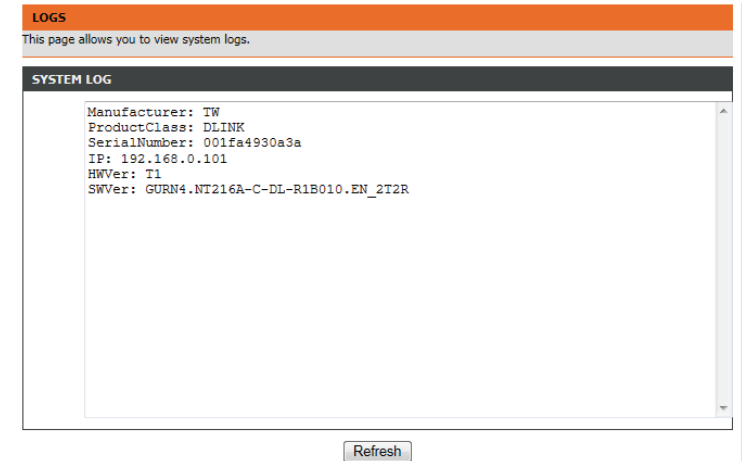 LOGS
This page allows you to view system logs.
SYSTEM LOG
Manufacturer: TW
ProductClass: DLINK
SerialNumber: 001fa4930a3a
IP: 192.168.0.101
HWVer: T1
SWVer: GURN4.NT216A-C-DL-R1B010.EN_2T2R
Refresh